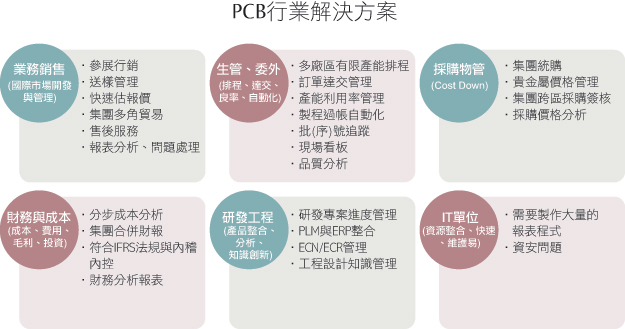 PCB行業解決方案
業務銷售
(國際市場開發
與管理)
・參展行銷
・送樣管理
・快速估報價
・集團多角貿易
・售後服務
・報表分析、問題處理
生管、委外
(排程、達交、
良率、自動化)
・多廠區有限產能排程
・訂單達交管理
・產能利用率管理
・製程過帳自動化
・批(序)號追蹤
・現場看板
・品質分析
採購物管
(Cost Down)
・集團統購
・貴金屬價格管理
・集團跨區採購簽核
・採購價格分析
財務與成本
(成本、費用、
毛利、投資)
・分步成本分析
・集團合併財報
・符合IFRS法規與內稽
內控
・財務分析報表
研發工程
(產品整合、
分析、
知識創新)
・研發專案進度管理
・PLM與ERP整合
・ECN/ECR管理
・工程設計知識管理
IT單位
(資源整合、快速
、維護易)
・需要製作大量的
報表程式
・資安問題